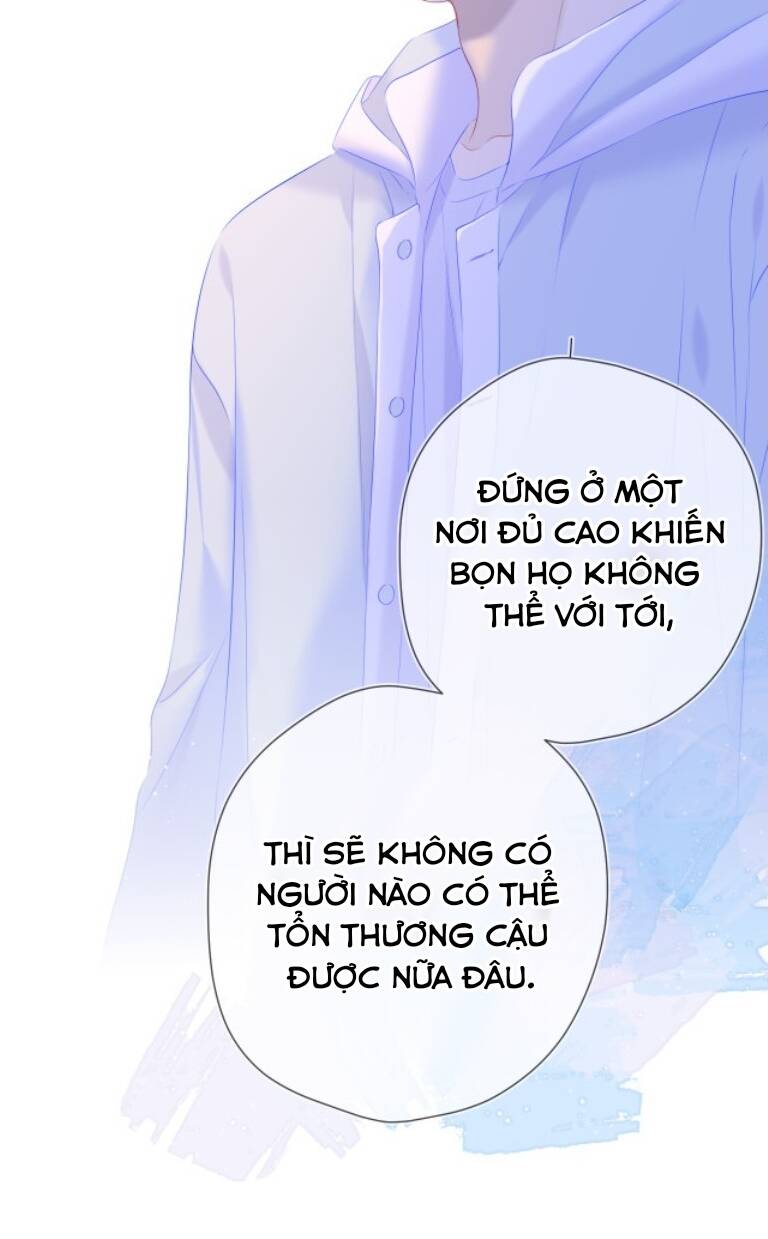 ĐỨNG Ở MỘT
NƠI ĐỦ CAO KHIẾN
BỌN HỌ KHÔNG
THỂ VỚI TỚI,
THÌ SẼ KHÔNG CÓ
NGƯỜI NÀO CÓ THỂ
TỔN THƯƠNG CẬU
ĐƯỢC NỮA ĐÂU.